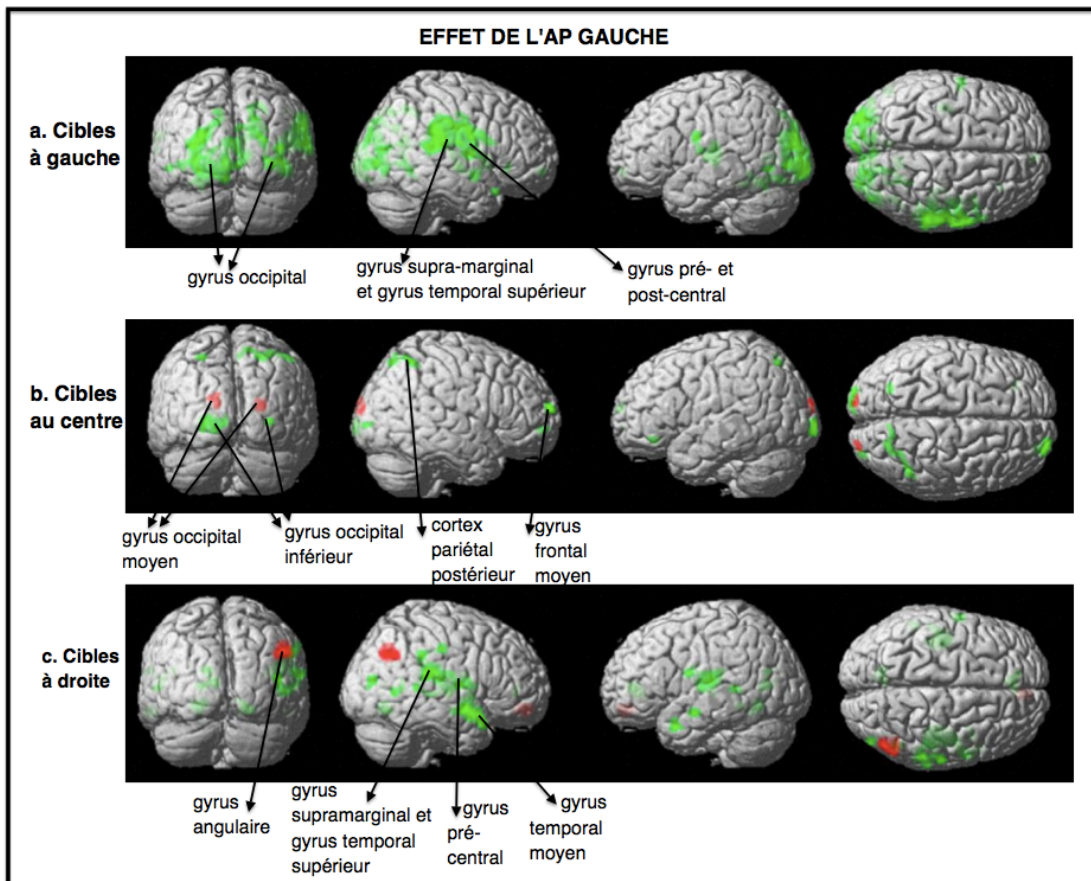 EFFET DE L'AP GAUCHE
a. Cibles
à gauche
gyrus occipital
gyrus supra-marginal
et gyrus temporal supérieur
gyrus pré- et
post-central
b. Cibles
au centre
gyrus occipital
moyen
gyrus occipital
inférieur
cortex
pariétal
postérieur
gyrus
frontal
moyen
c. Cibles
à droite
gyrus
angulaire
gyrus
supramarginal et
gyrus temporal
supérieur
gyrus
pré-
central
gyrus
temporal
moyen